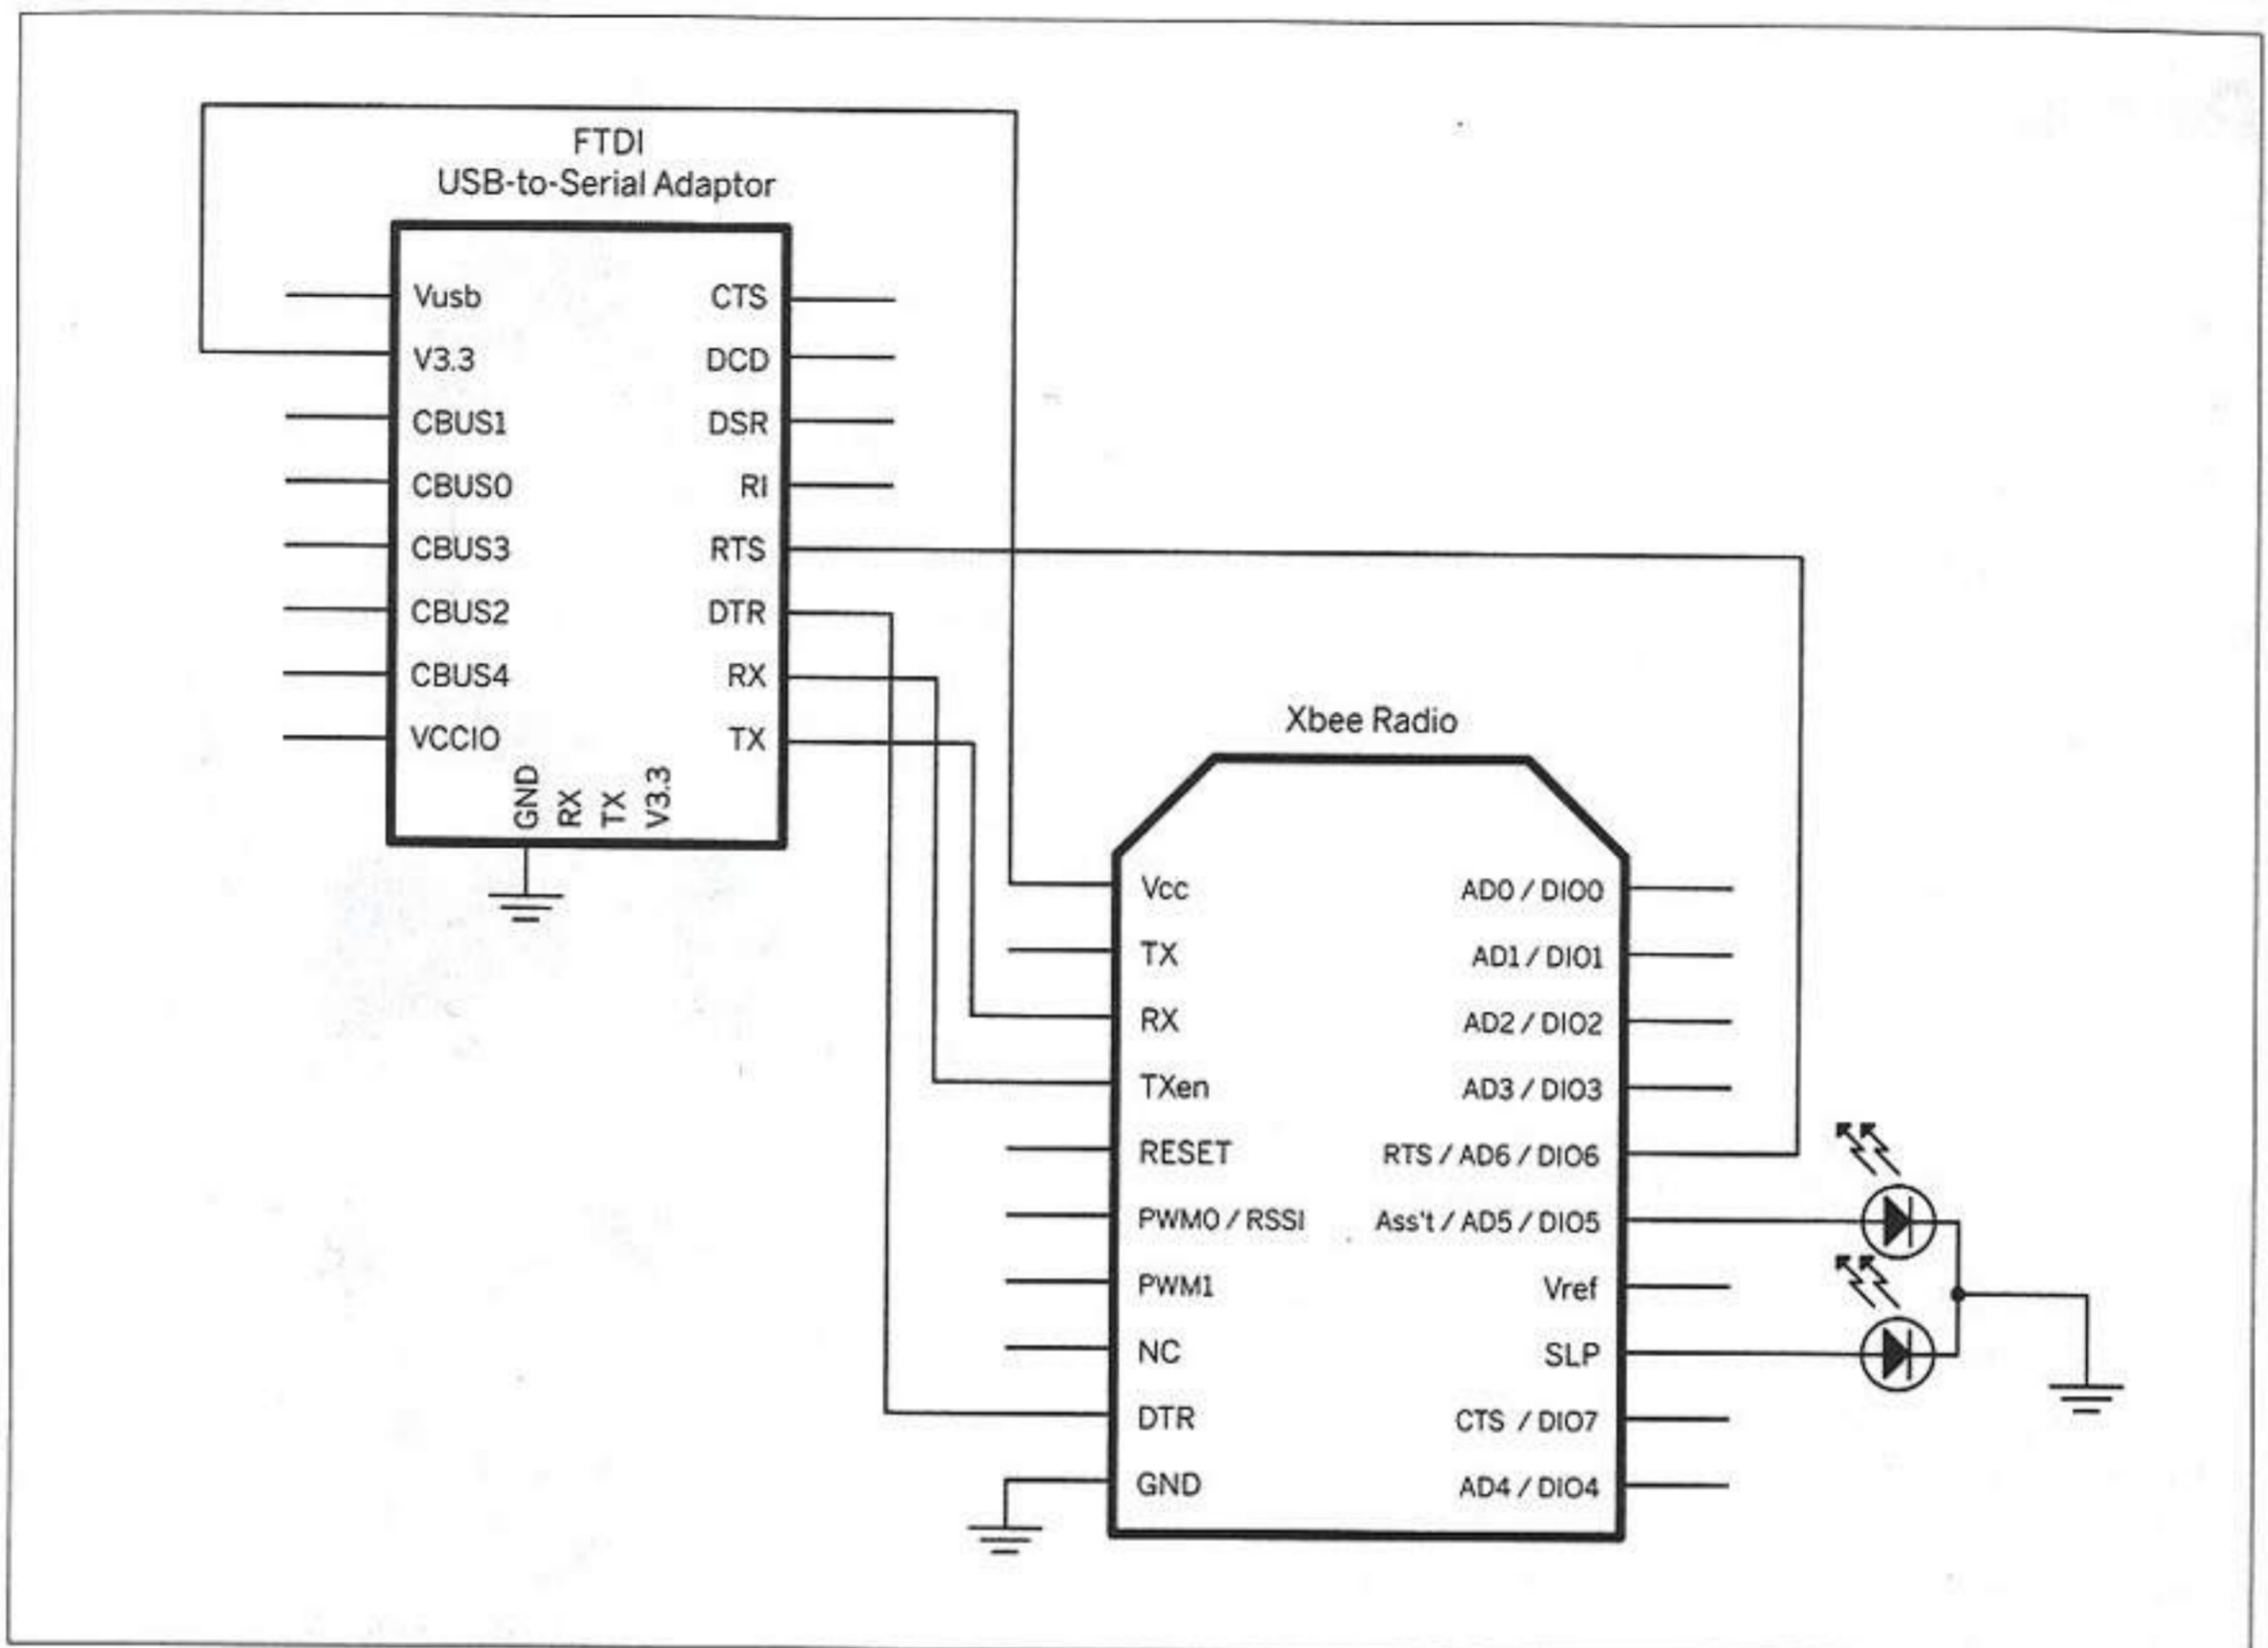 FTDI
USB-to-Serial Adaptor
Vusb
V3.3
CBUS1
CBUS0
CBUS3
CBUS2
CBUS4
VCCIO
CTS
DCD
DSR
RI
RTS
DTR
RX
TX
GND
RX
TX
V3.3
Xbee Radio
Vcc
TX
RX
TXen
RESET
PWM0 / RSSI
PWM1
NC
DTR
GND
AD0 / DIO0
AD1 / DIO1
AD2 / DIO2
AD3 / DIO3
RTS / AD6 / DIO6
Ass't / AD5 / DIO5
Vref
SLP
CTS / DIO7
AD4 / DIO4